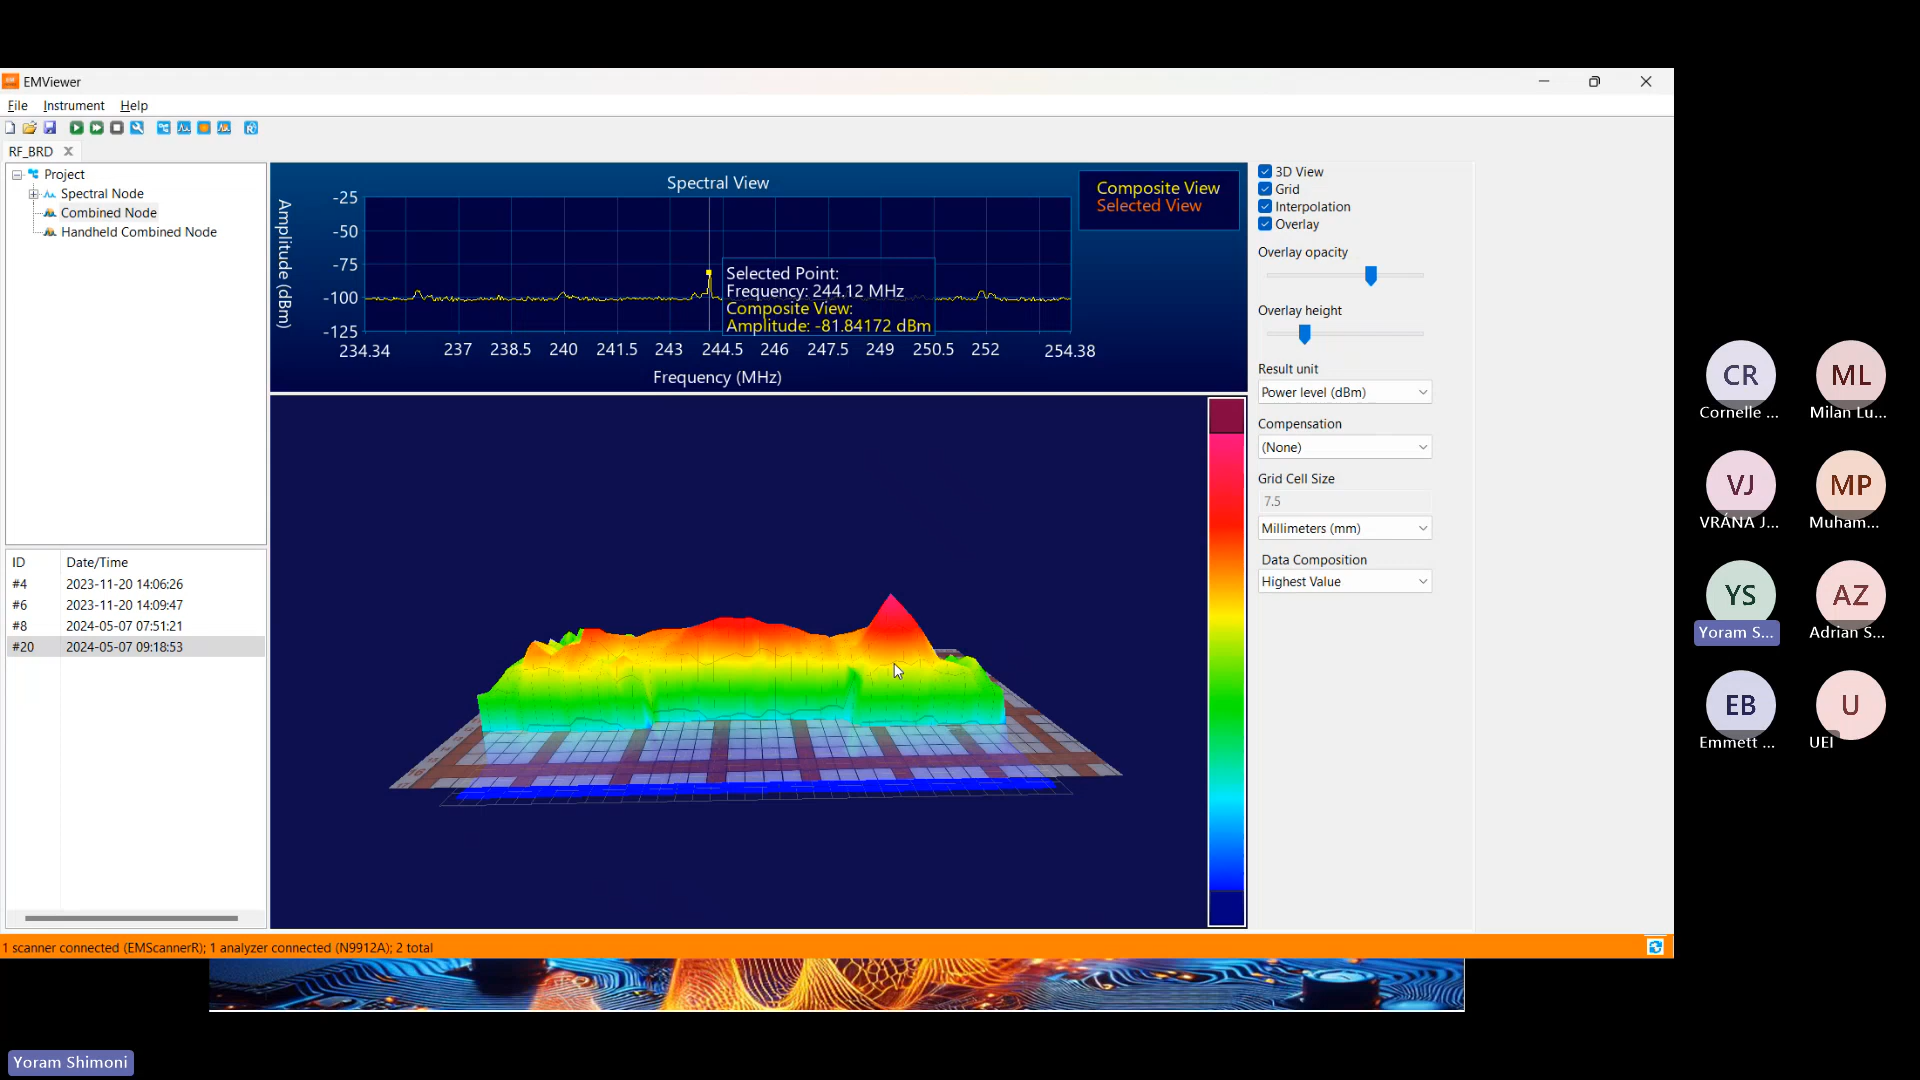 EMViewer
File Instrument Help
RF_BRD
Project
Spectral Node
Combined Node
Handheld Combined Node
ID Date/Time
#4 2023-11-20 14:06:26
#6 2023-11-20 14:09:47
#8 2024-05-07 07:51:21
#20 2024-05-07 09:18:53
Spectral View
Composite View
Selected View
Amplitude (dBm)
-25
-50
-75
-100
-125
Selected Point:
Frequency: 244.12 MHz
Composite View:
Amplitude: -81.84172 dBm
234.34 237 238.5 240 241.5 243 244.5 246 247.5 249 250.5 252 254.38
Frequency (MHz)
3D View
Grid
Interpolation
Overlay
Overlay opacity
Overlay height
Result unit
Power level (dBm)
Compensation
(None)
Grid Cell Size
7.5
Millimeters (mm)
Data Composition
Highest Value
1 scanner connected (EMScannerR); 1 analyzer connected (N9912A); 2 total
CR ML
Cornelle ... Milan Lu...
VJ MP
VRÁNA J... Muham...
YS AZ
Yoram S... Adrian S...
EB U
Emmett ... UEI
Yoram Shimoni